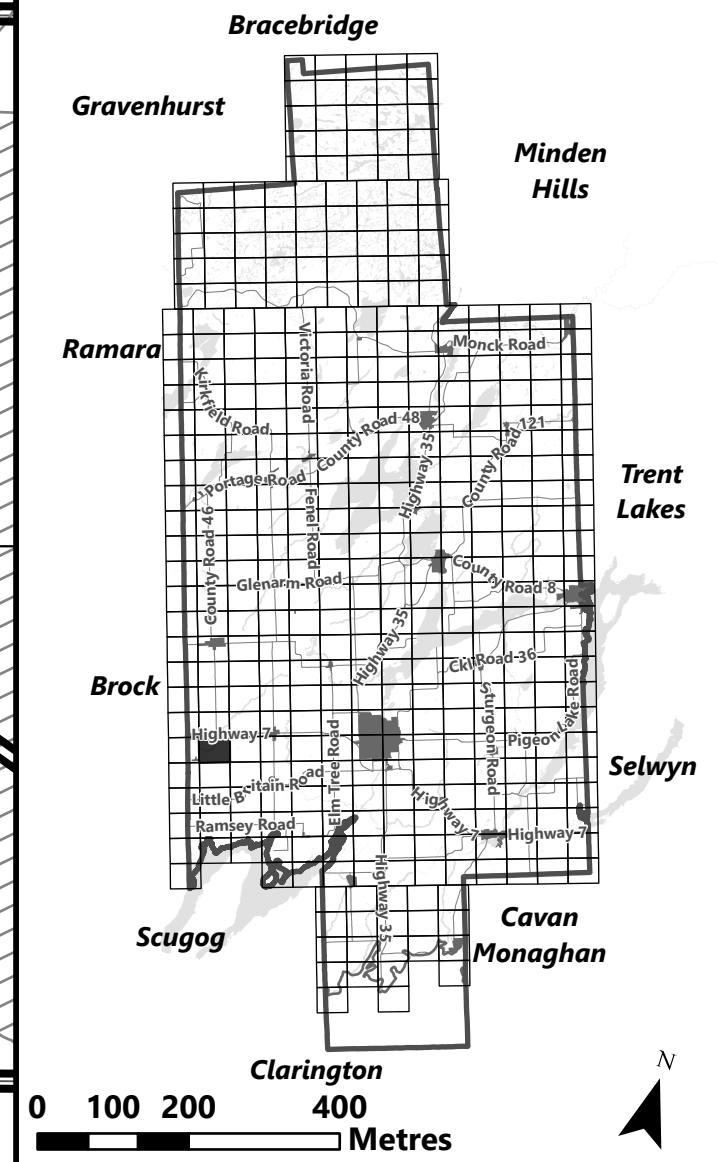 Bracebridge
Gravenhurst
Minden
Hills
Ramara
Monck Road
Victoria Road
Kirkfield Road
County Road 48
County Road 121
Highway 35
Portage Road
Trent
Lakes
Fenel Road
County Road 46
Glenarm Road
County Road 8
Highway 35
Ckl Road 36
Brock
Sturgeon Road
Pigeon Lake Road
Highway 7
Elm Tree Road
Selwyn
Little Britain Road
Highway 7
Ramsey Road
Highway 7
Highway 35
Scugog
Cavan
Monaghan
Clarington
N
0 100 200 400
Metres